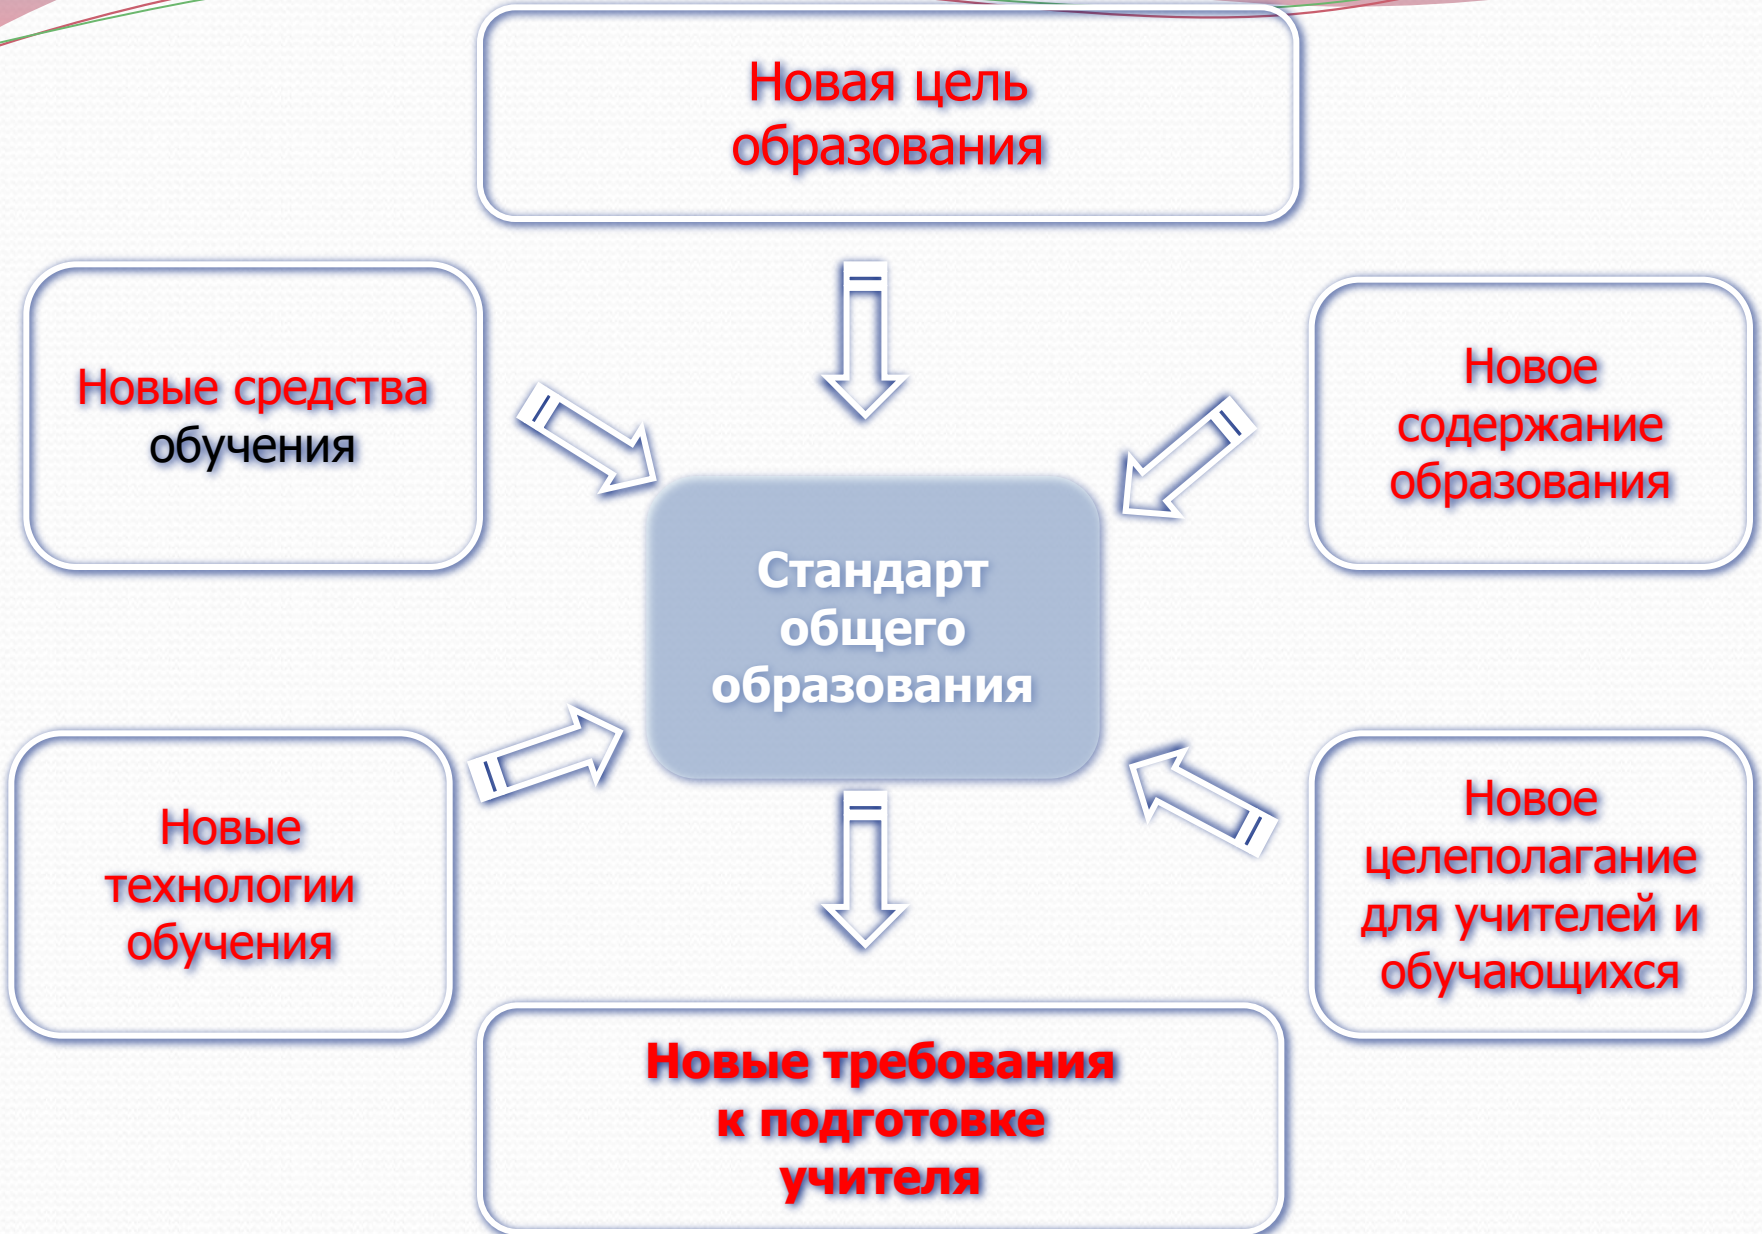 Новая цель
образования
Новые средства
обучения
Новое
содержание
образования
Стандарт
общего
образования
Новые
технологии
обучения
Новое
целеполагание
для учителей и
обучающихся
Новые требования
к подготовке
учителя